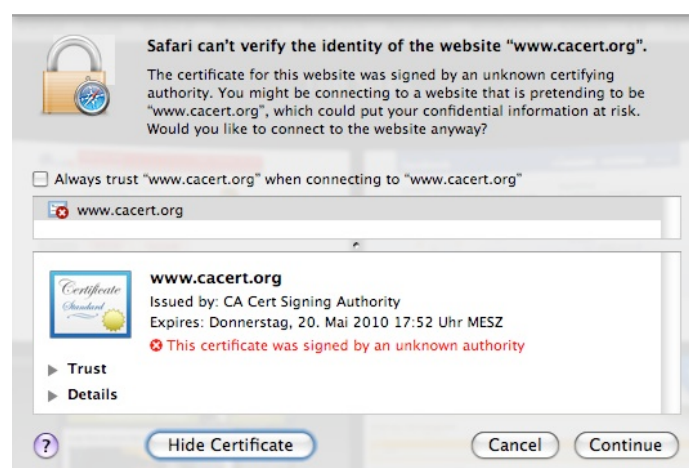 Safari can't verify the identity of the website “www.cacert.org”.
The certificate for this website was signed by an unknown certifying
authority. You might be connecting to a website that is pretending to be
“www.cacert.org”, which could put your confidential information at risk.
Would you like to connect to the website anyway?
Always trust “www.cacert.org” when connecting to “www.cacert.org”
www.cacert.org
Certificate
Standard
www.cacert.org
Issued by: CA Cert Signing Authority
Expires: Donnerstag, 20. Mai 2010 17:52 Uhr MESZ
This certificate was signed by an unknown authority
Trust
Details
? Hide Certificate Cancel Continue